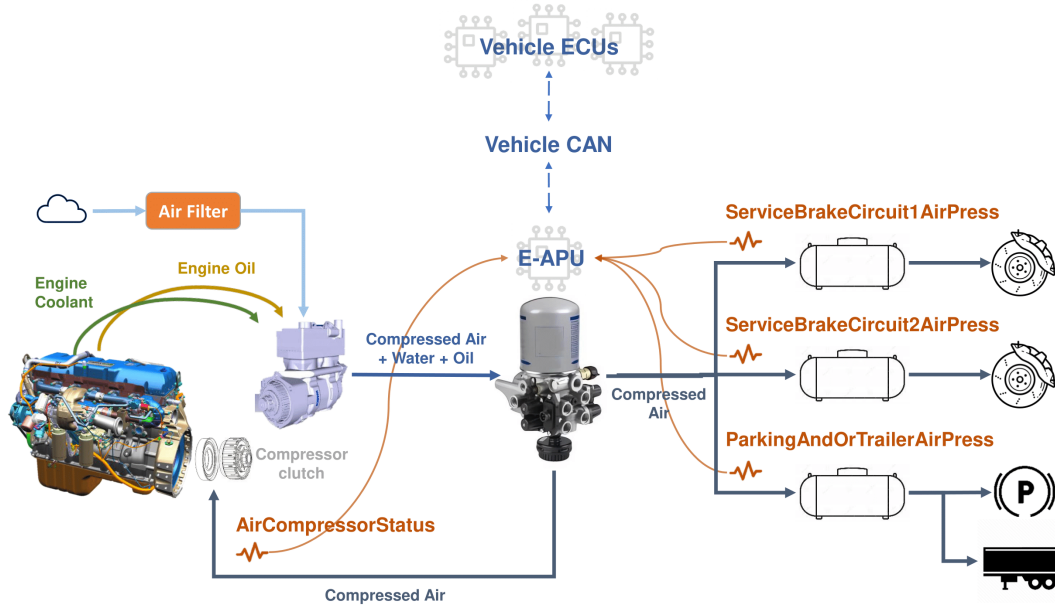 Vehicle ECUs
Vehicle CAN
Air Filter
ServiceBrakeCircuit1AirPress
E-APU
Engine Oil
Engine
Coolant
ServiceBrakeCircuit2AirPress
Compressed Air
+ Water + Oil
Compressed
Air
ParkingAndOrTrailerAirPress
Compressor
clutch
P
AirCompressorStatus
Compressed Air